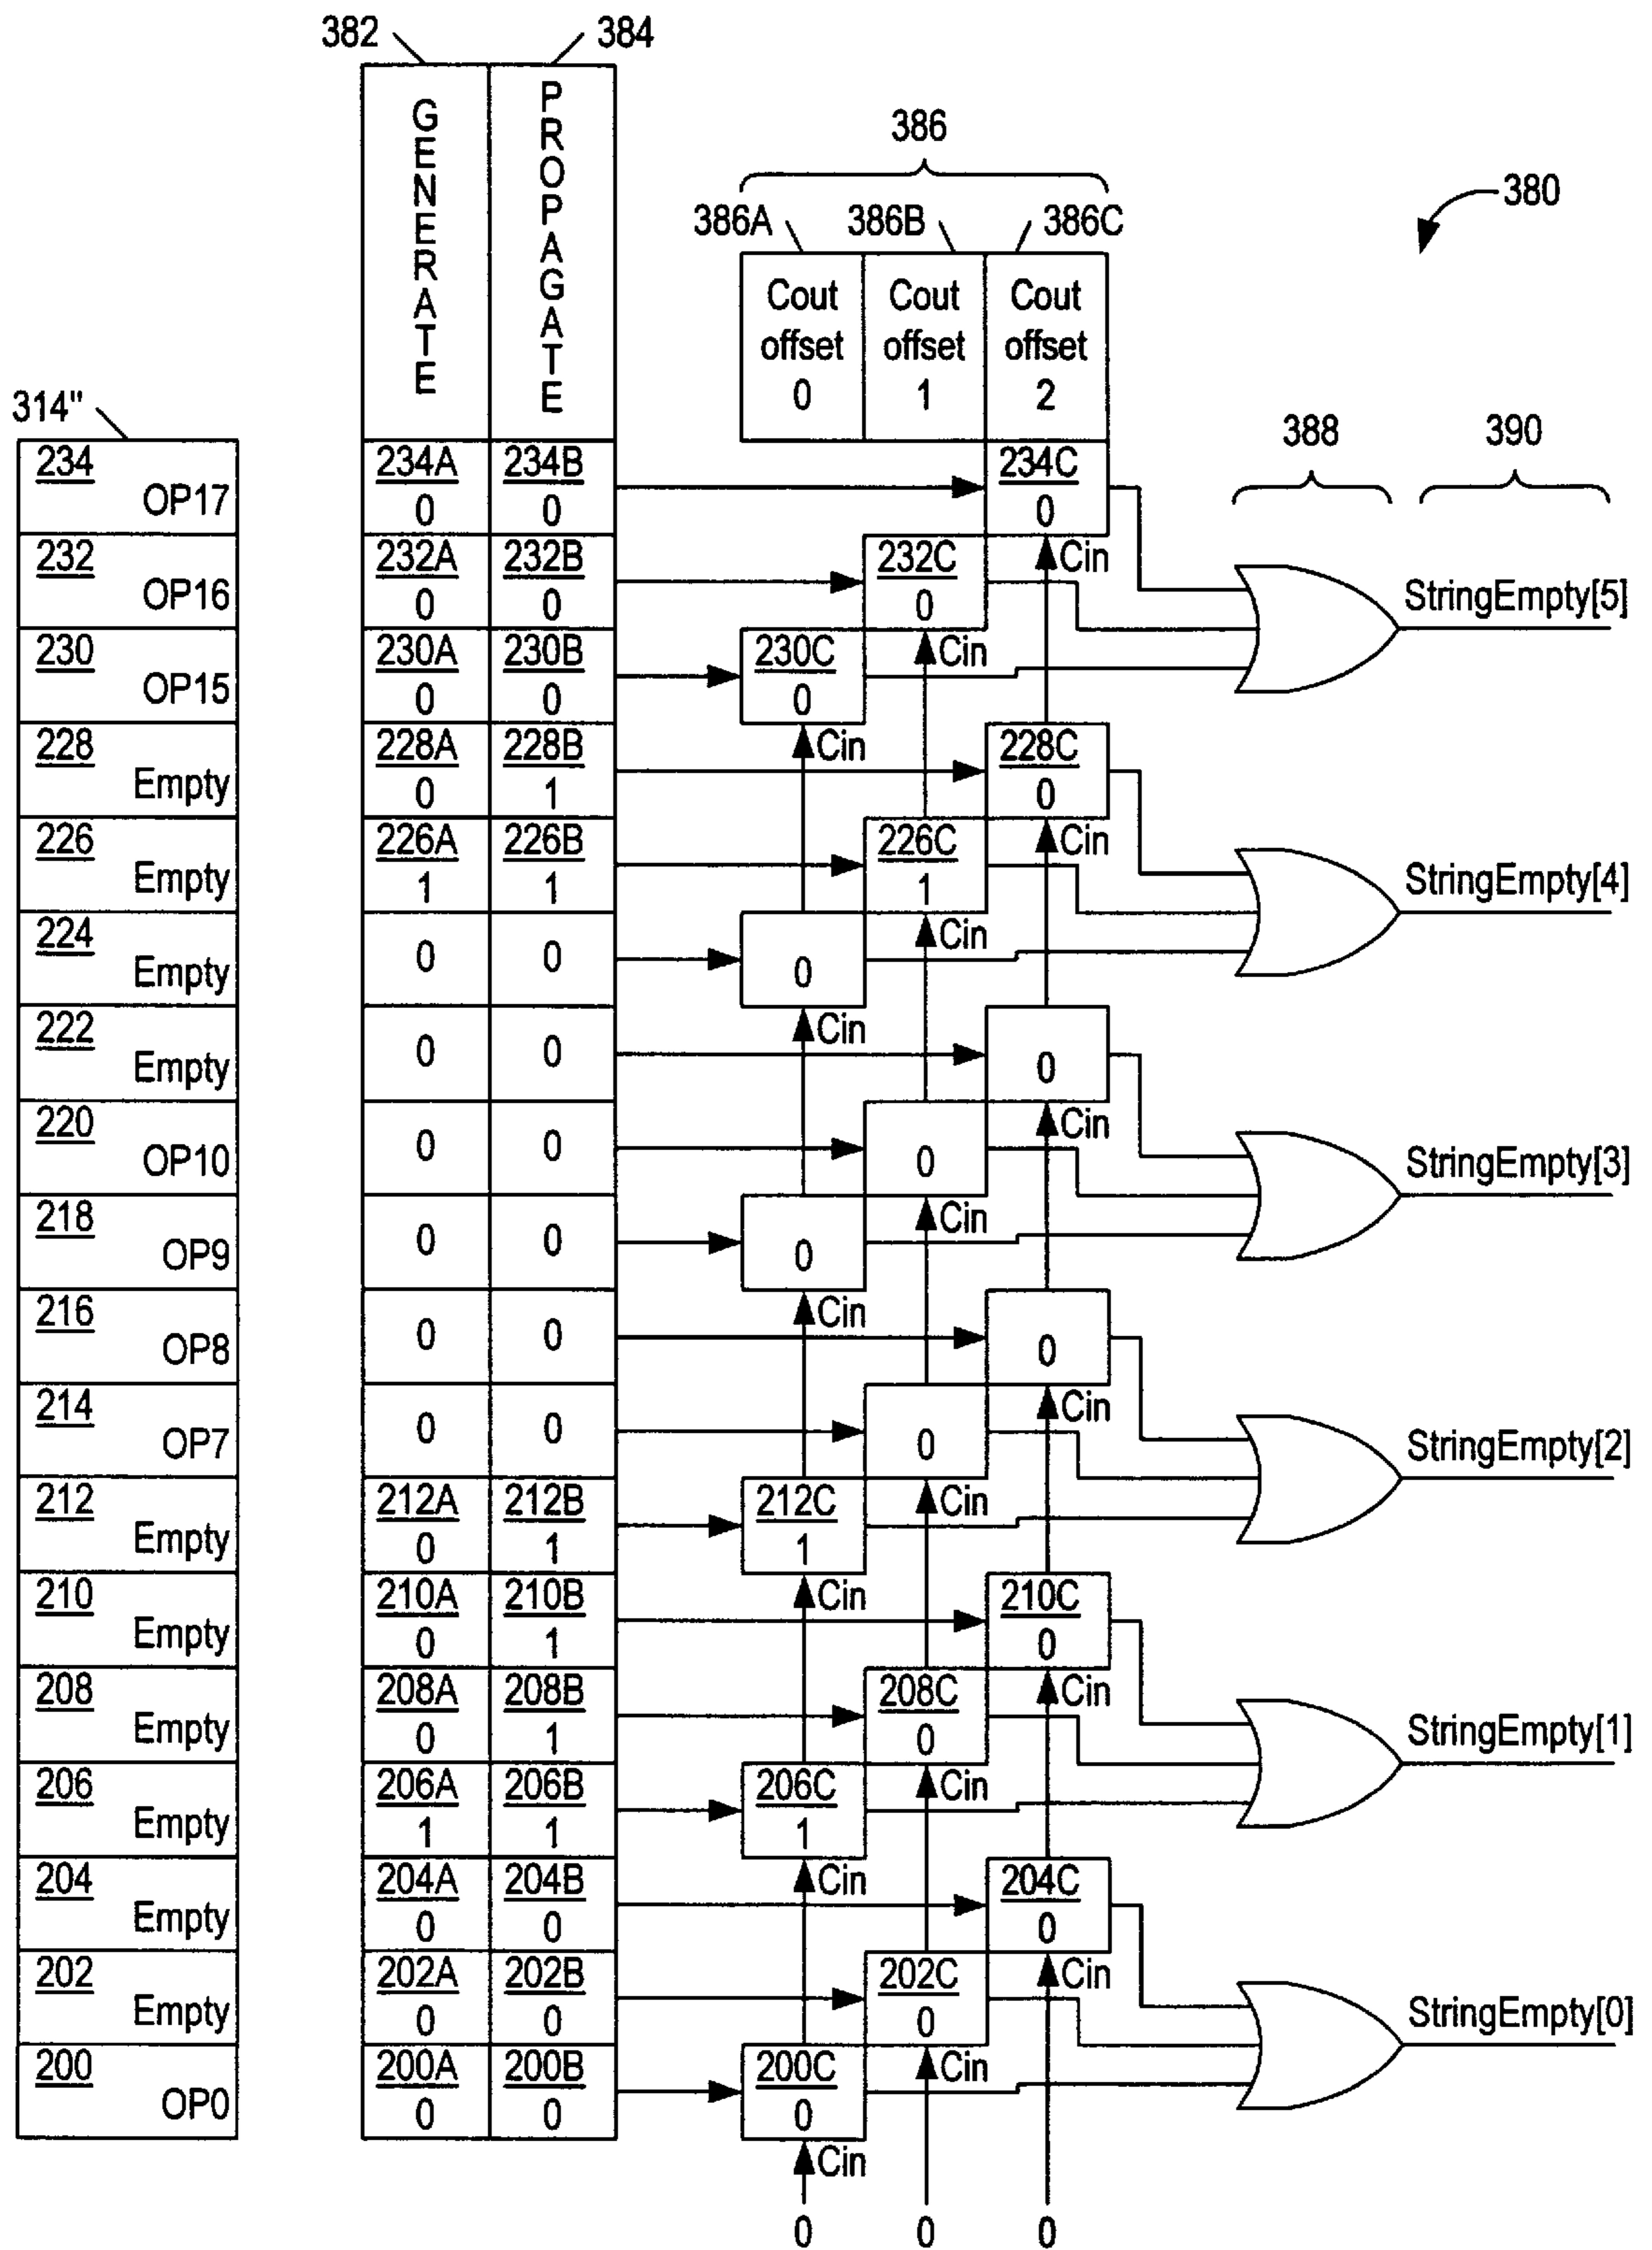 382
384
GENERATE
PROPAGATE
386
386A
386B
386C
380
Cout offset 0
Cout offset 1
Cout offset 2
314"
388
390
234 OP17
234A 0
234B 0
234C 0
Cin
232 OP16
232A 0
232B 0
232C 0
Cin
StringEmpty[5]
230 OP15
230A 0
230B 0
230C 0
Cin
228 Empty
228A 0
228B 1
228C 0
Cin
226 Empty
226A 1
226B 1
226C 1
Cin
StringEmpty[4]
224 Empty
0
0
0
Cin
222 Empty
0
0
0
Cin
220 OP10
0
0
0
Cin
StringEmpty[3]
218 OP9
0
0
0
Cin
216 OP8
0
0
0
Cin
214 OP7
0
0
0
Cin
StringEmpty[2]
212 Empty
212A 0
212B 1
212C 1
Cin
210 Empty
210A 0
210B 1
210C 0
Cin
208 Empty
208A 0
208B 1
208C 0
Cin
StringEmpty[1]
206 Empty
206A 1
206B 1
206C 1
Cin
204 Empty
204A 0
204B 0
204C 0
Cin
202 Empty
202A 0
202B 0
202C 0
Cin
StringEmpty[0]
200 OP0
200A 0
200B 0
200C 0
Cin
0
0
0